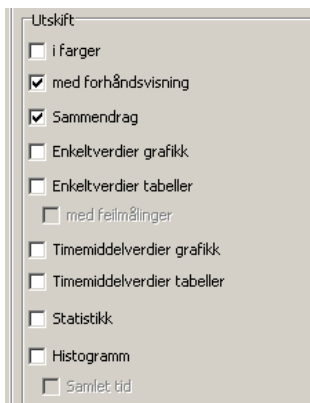 Utskift
i farger
med forhåndsvisning
Sammendrag
Enkeltverdier grafikk
Enkeltverdier tabeller
med feilmålinger
Timemiddelverdier grafikk
Timemiddelverdier tabeller
Statistikk
Histogramm
Samlet tid